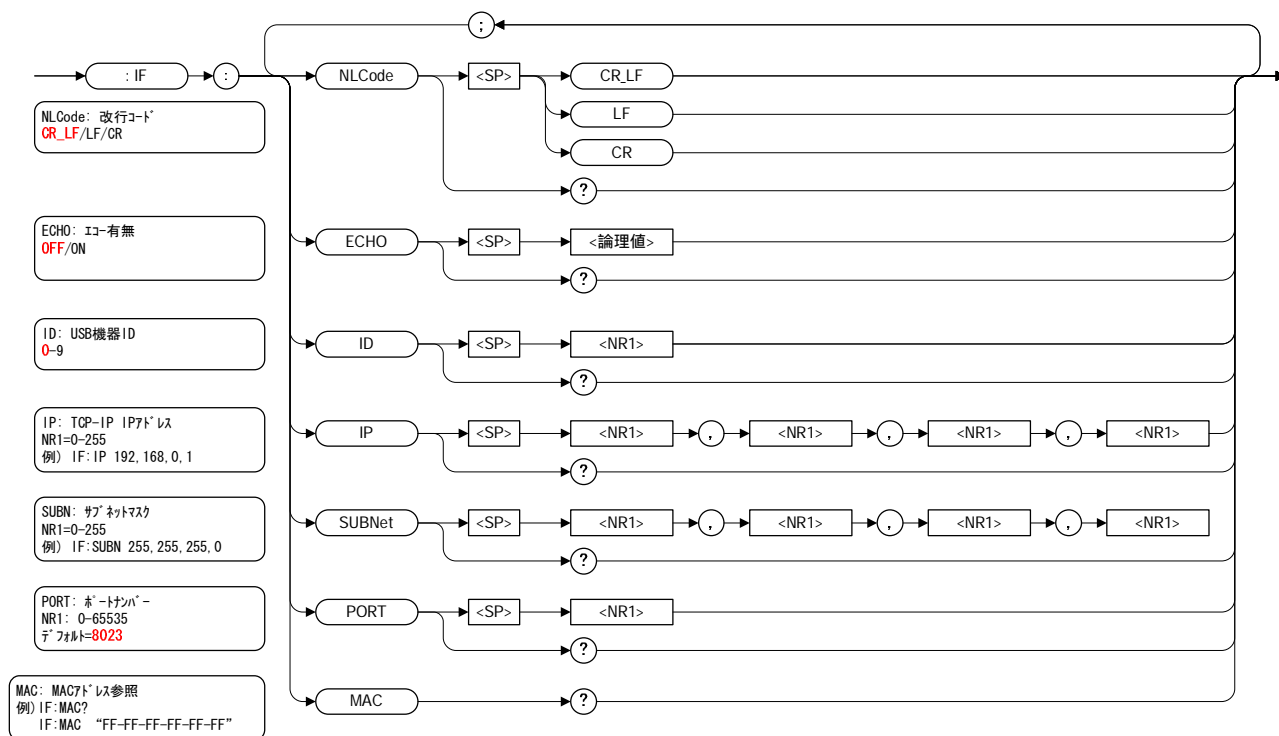 ;
: IF
:
NLCode
<SP>
CR_LF
LF
CR
?
NLCode: 改行ｺｰﾄﾞ
CR_LF/LF/CR
ECHO
<SP>
<論理値>
?
ECHO: ｴｺｰ有無
OFF/ON
ID
<SP>
<NR1>
?
ID: USB機器ID
0-9
IP
<SP>
<NR1>
,
<NR1>
,
<NR1>
,
<NR1>
?
IP: TCP-IP IPｱﾄﾞﾚｽ
NR1=0-255
例) IF:IP 192,168,0,1
SUBNet
<SP>
<NR1>
,
<NR1>
,
<NR1>
,
<NR1>
?
SUBN: ｻﾌﾞﾈｯﾄﾏｽｸ
NR1=0-255
例) IF:SUBN 255,255,255,0
PORT
<SP>
<NR1>
?
PORT: ﾎﾟｰﾄﾅﾝﾊﾞｰ
NR1: 0-65535
ﾃﾞﾌｫﾙﾄ=8023
MAC
?
MAC: MACｱﾄﾞﾚｽ参照
例)IF:MAC?
IF:MAC “FF-FF-FF-FF-FF-FF”